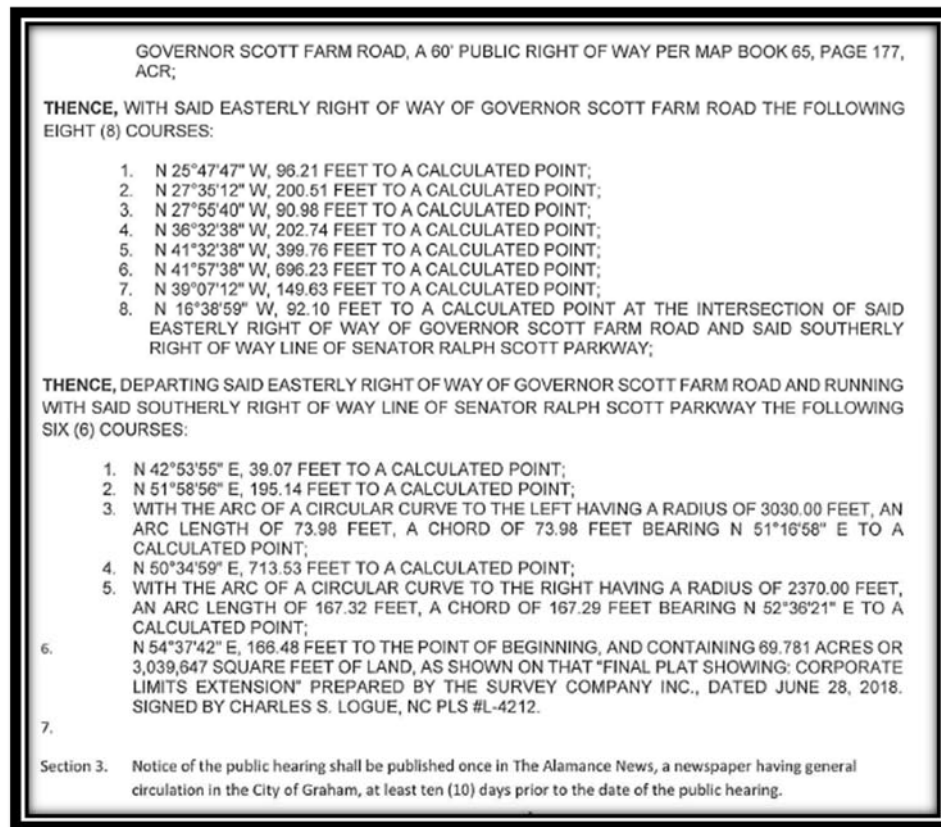 GOVERNOR SCOTT FARM ROAD, A 60' PUBLIC RIGHT OF WAY PER MAP BOOK 65, PAGE 177,
ACR;
THENCE, WITH SAID EASTERLY RIGHT OF WAY OF GOVERNOR SCOTT FARM ROAD THE FOLLOWING
EIGHT (8) COURSES:
1. N 25°47'47" W, 96.21 FEET TO A CALCULATED POINT;
2. N 27°35'12" W, 200.51 FEET TO A CALCULATED POINT;
3. N 27°55'40" W, 90.98 FEET TO A CALCULATED POINT;
4. N 36°32'38" W, 202.74 FEET TO A CALCULATED POINT;
5. N 41°32'38" W, 399.76 FEET TO A CALCULATED POINT;
6. N 41°57'38" W, 696.23 FEET TO A CALCULATED POINT;
7. N 39°07'12" W, 149.63 FEET TO A CALCULATED POINT;
8. N 16°38'59" W, 92.10 FEET TO A CALCULATED POINT AT THE INTERSECTION OF SAID
EASTERLY RIGHT OF WAY OF GOVERNOR SCOTT FARM ROAD AND SAID SOUTHERLY
RIGHT OF WAY LINE OF SENATOR RALPH SCOTT PARKWAY;
THENCE, DEPARTING SAID EASTERLY RIGHT OF WAY OF GOVERNOR SCOTT FARM ROAD AND RUNNING
WITH SAID SOUTHERLY RIGHT OF WAY LINE OF SENATOR RALPH SCOTT PARKWAY THE FOLLOWING
SIX (6) COURSES:
1. N 42°53'55" E, 39.07 FEET TO A CALCULATED POINT;
2. N 51°58'56" E, 195.14 FEET TO A CALCULATED POINT;
3. WITH THE ARC OF A CIRCULAR CURVE TO THE LEFT HAVING A RADIUS OF 3030.00 FEET, AN
ARC LENGTH OF 73.98 FEET, A CHORD OF 73.98 FEET BEARING N 51°16'58" E TO A
CALCULATED POINT;
4. N 50°34'59" E, 713.53 FEET TO A CALCULATED POINT;
5. WITH THE ARC OF A CIRCULAR CURVE TO THE RIGHT HAVING A RADIUS OF 2370.00 FEET,
AN ARC LENGTH OF 167.32 FEET, A CHORD OF 167.29 FEET BEARING N 52°36'21" E TO A
CALCULATED POINT;
6. N 54°37'42" E, 166.48 FEET TO THE POINT OF BEGINNING, AND CONTAINING 69.781 ACRES OR
3,039,647 SQUARE FEET OF LAND, AS SHOWN ON THAT "FINAL PLAT SHOWING: CORPORATE
LIMITS EXTENSION" PREPARED BY THE SURVEY COMPANY INC., DATED JUNE 28, 2018.
SIGNED BY CHARLES S. LOGUE, NC PLS #L-4212.
7.
Section 3. Notice of the public hearing shall be published once in The Alamance News, a newspaper having general
circulation in the City of Graham, at least ten (10) days prior to the date of the public hearing.